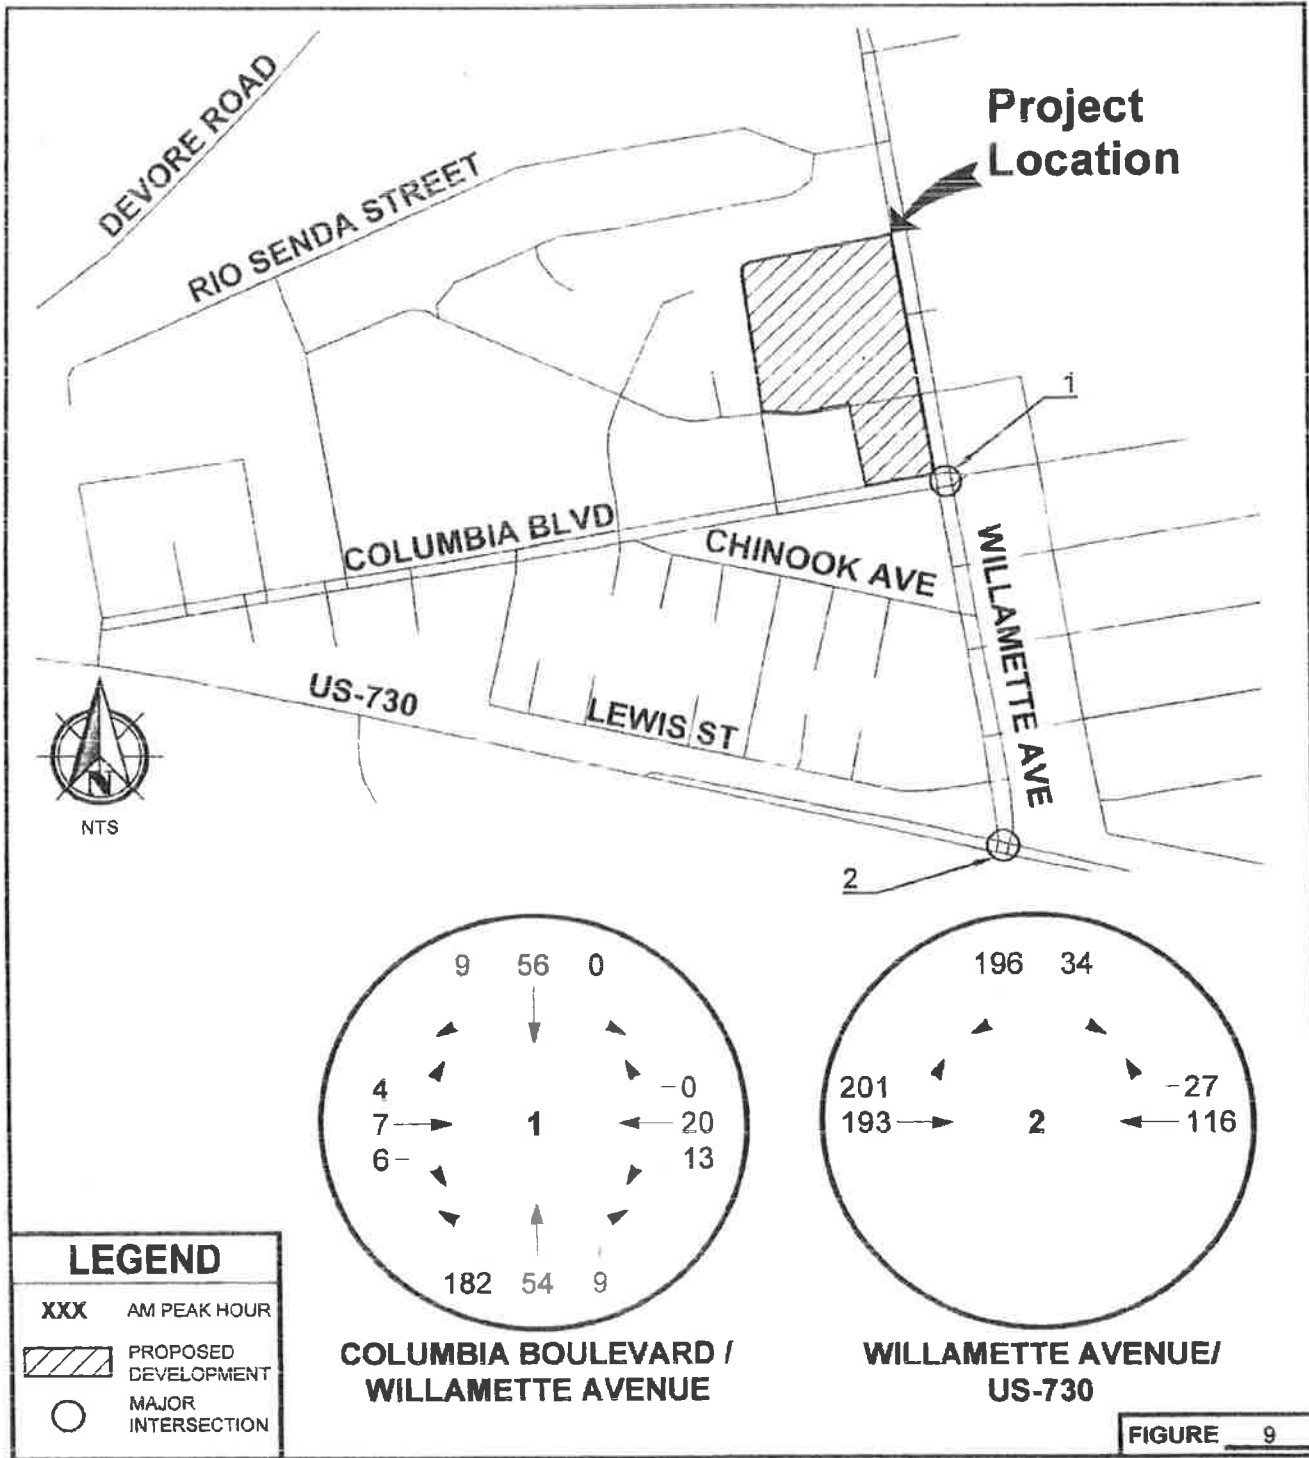 DEVORE ROAD
RIO SENDA STREET
Project
Location
1
COLUMBIA BLVD
CHINOOK AVE
WILLAMETTE AVE
US-730
LEWIS ST
N
NTS
2
9 56 0
4
7
6
1
0
20
13
182 54 9
COLUMBIA BOULEVARD /
WILLAMETTE AVENUE
196 34
201
193
2
27
116
WILLAMETTE AVENUE/
US-730
LEGEND
XXX AM PEAK HOUR
PROPOSED
DEVELOPMENT
MAJOR
INTERSECTION
FIGURE 9